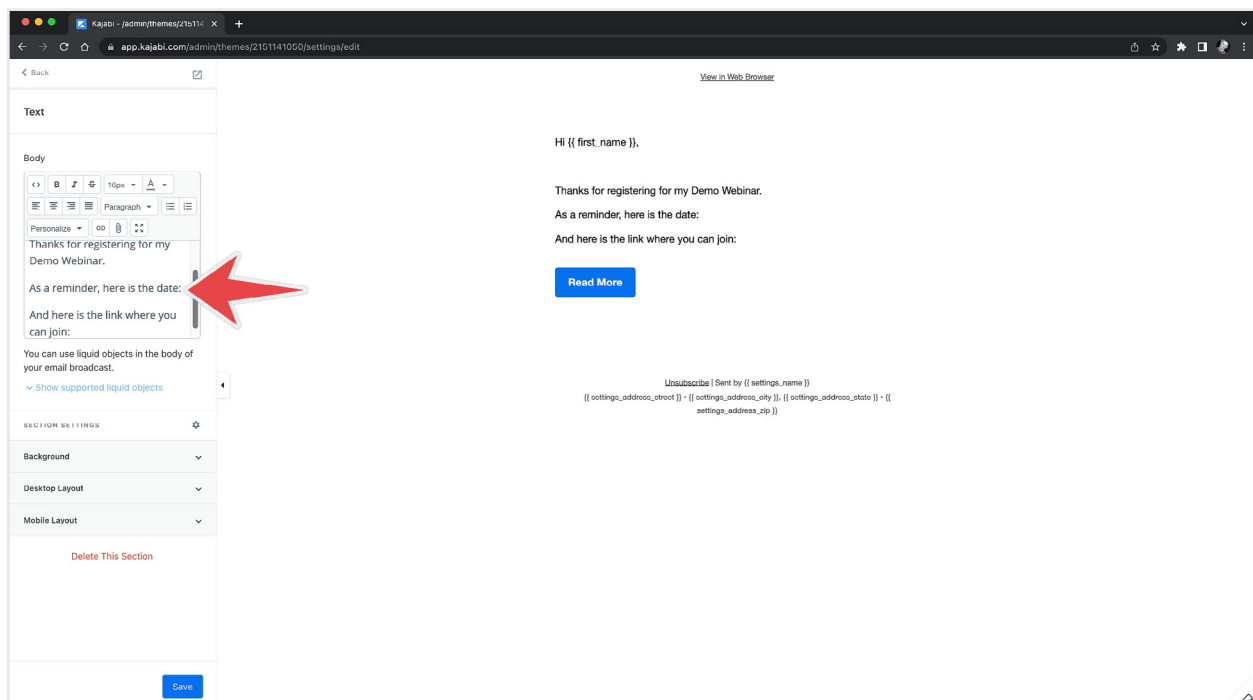 Kajabi - /admin/themes/215114
app.kajabi.com/admin/themes/2151141050/settings/edit
Back
Text
Body
16px
A
Paragraph
Personalize
Thanks for registering for my
Demo Webinar.
As a reminder, here is the date:
And here is the link where you
can join:
You can use liquid objects in the body of
your email broadcast.
Show supported liquid objects
SECTION SETTINGS
Background
Desktop Layout
Mobile Layout
Delete This Section
Save
View in Web Browser
Hi {{ first_name }},
Thanks for registering for my Demo Webinar.
As a reminder, here is the date:
And here is the link where you can join:
Read More
Unsubscribe | Sent by {{ settings_name }}
{{ settings_address_street }} • {{ settings_address_city }}, {{ settings_address_state }} • {{
settings_address_zip }}